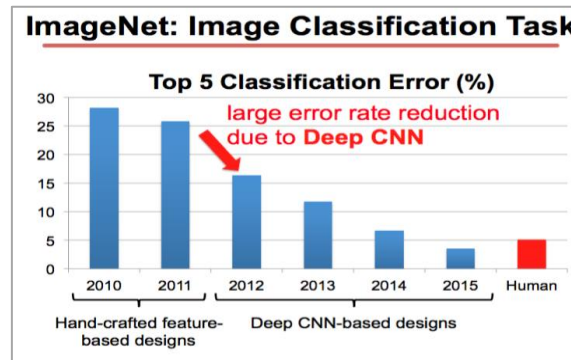 ImageNet: Image Classification Task
Top 5 Classification Error (%)
large error rate reduction
due to Deep CNN
30
25
20
15
10
5
0
2010 2011 2012 2013 2014 2015 Human
Hand-crafted feature-
based designs
Deep CNN-based designs